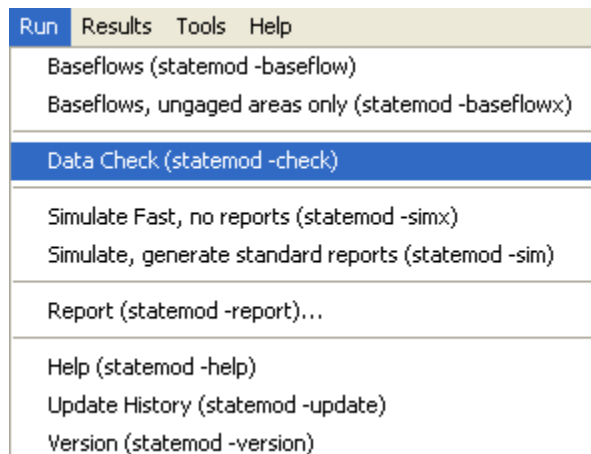 Run Results Tools Help
Baseflows (statemod -baseflow)
Baseflows, ungaged areas only (statemod -baseflowx)
Data Check (statemod -check)
Simulate Fast, no reports (statemod -simx)
Simulate, generate standard reports (statemod -sim)
Report (statemod -report)...
Help (statemod -help)
Update History (statemod -update)
Version (statemod -version)